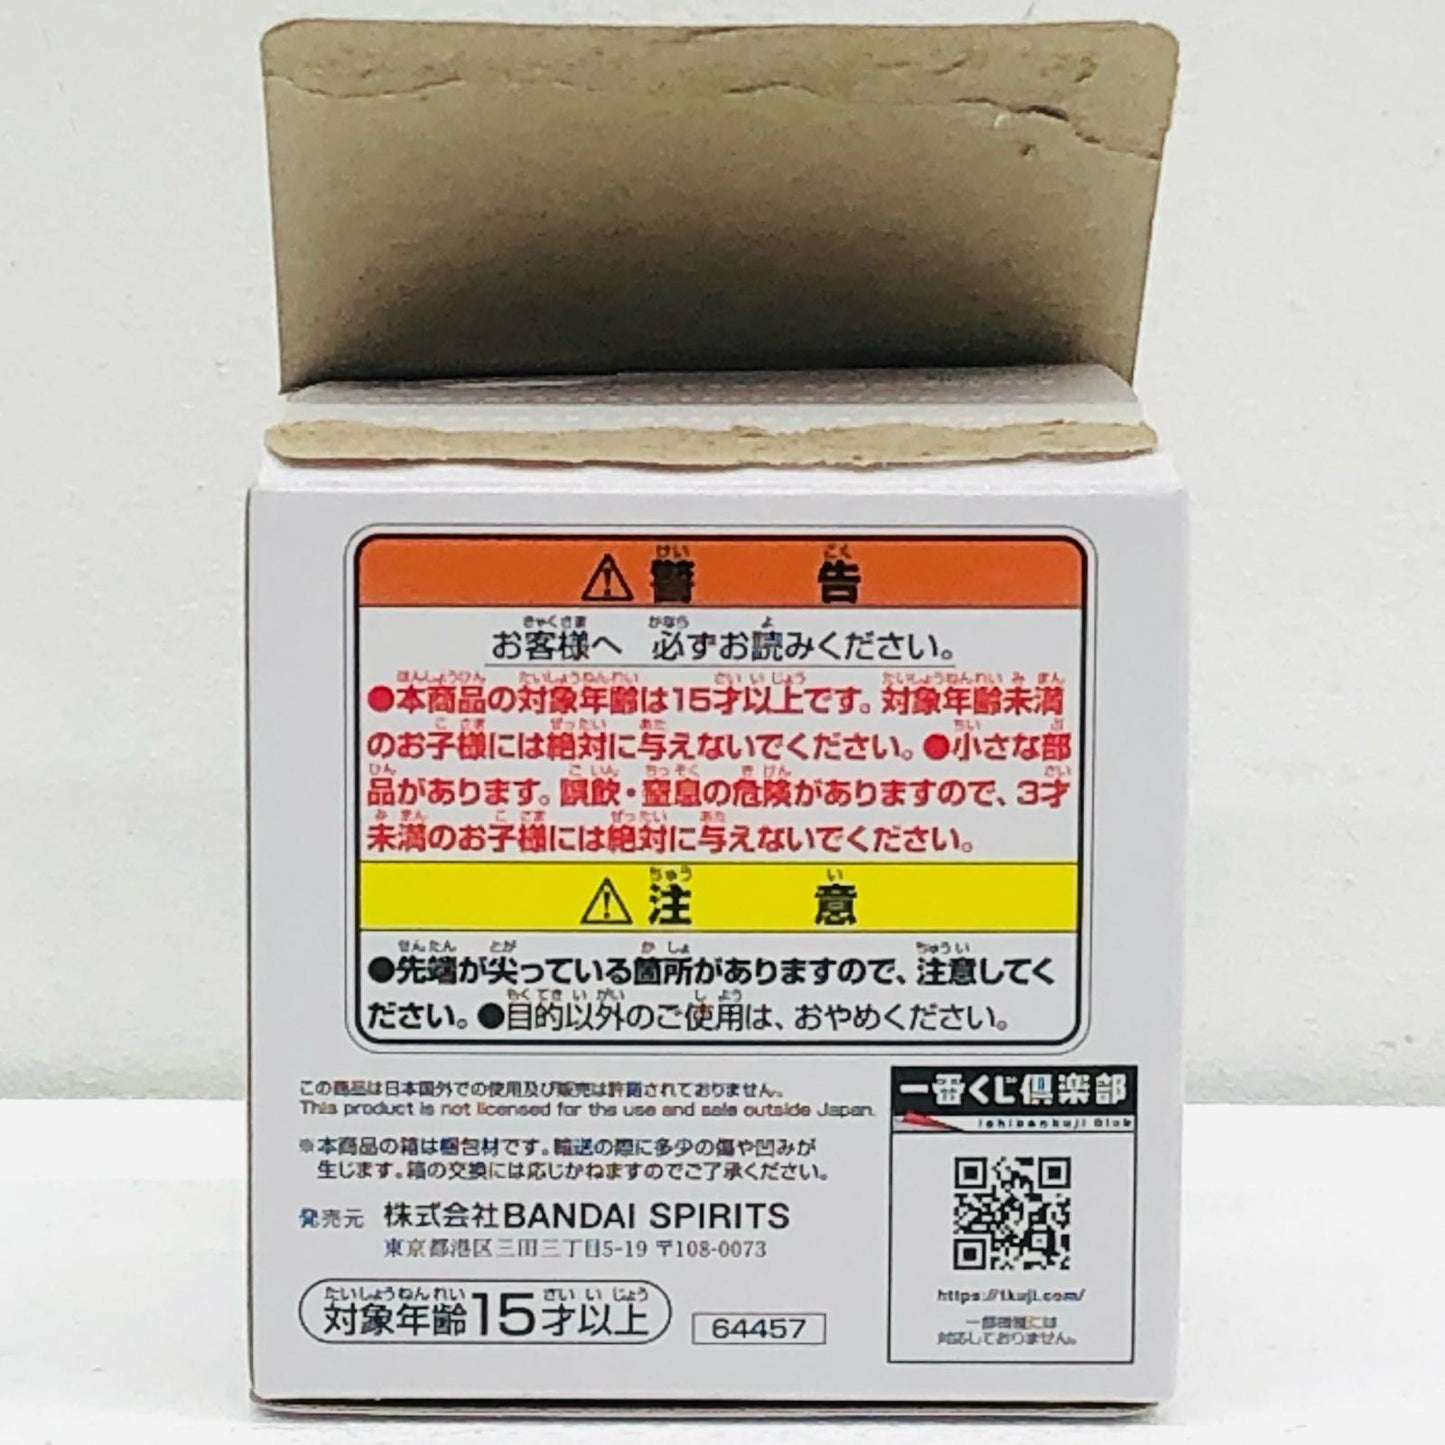 警告
お客様へ 必ずお読みください。
●本商品の対象年齢は15才以上です。対象年齢未満
のお子様には絶対に与えないでください。●小さな部
品があります。誤飲・窒息の危険がありますので、3才
未満のお子様には絶対に与えないでください。
注意
●先端が尖っている箇所がありますので、注意してく
ださい。●目的以外のご使用は、おやめください。
この商品は日本国外での使用及び販売は許諾されておりません。
This product is not licensed for the use and sale outside Japan.
※本商品の箱は梱包材です。輸送の際に多少の傷や凹みが
生じます。箱の交換には応じかねますのでご了承ください。
発売元 株式会社BANDAI SPIRITS
東京都港区三田三丁目5-19 〒108-0073
対象年齢15才以上
64457
一番くじ倶楽部
Ichibankuji Club
https://1kuji.com/
一部機種には
対応しておりません。